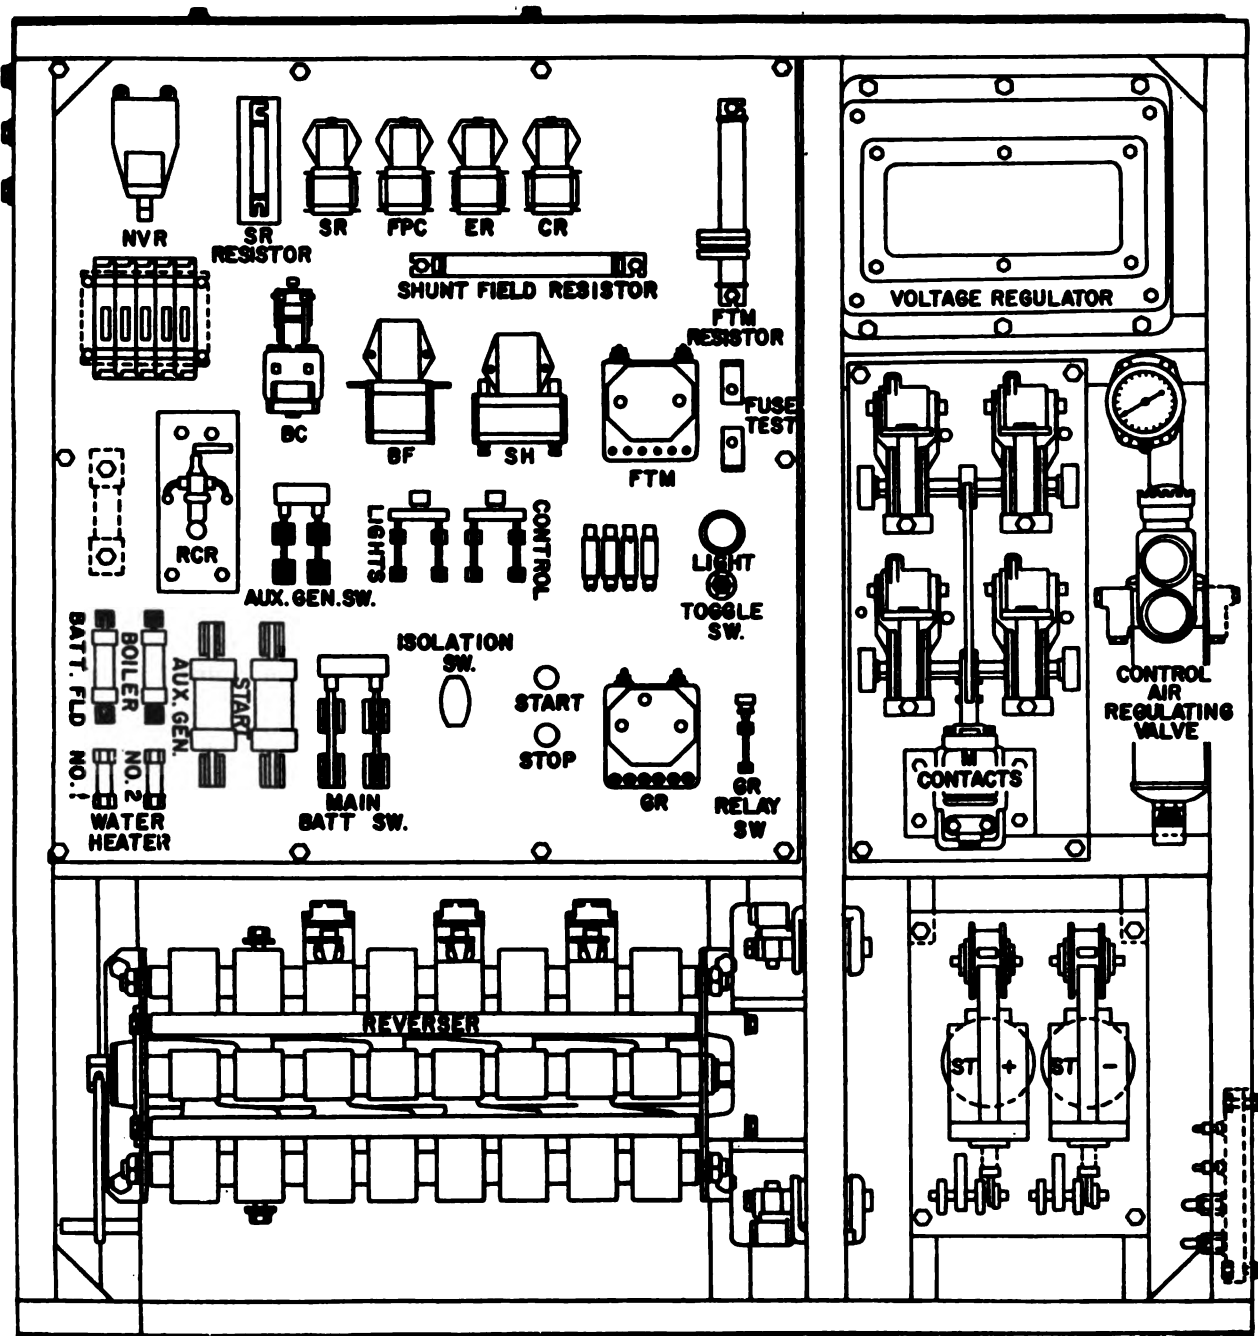 NVR
SR
RESISTOR
SR
FPC
ER
CR
SHUNT FIELD RESISTOR
FTM
RESISTOR
VOLTAGE REGULATOR
BC
BF
SH
FTM
FUSE
TEST
RCR
AUX. GEN. SW.
LIGHTS
CONTROL
LIGHT
TOGGLE
SW.
BATT. FLD
BOILER
AUX. GEN.
START
ISOLATION
SW.
START
STOP
NO. 1
NO. 2
WATER
HEATER
MAIN
BATT SW.
GR
GR
RELAY
SW
M
CONTACTS
CONTROL
AIR
REGULATING
VALVE
REVERSER
ST +
ST -